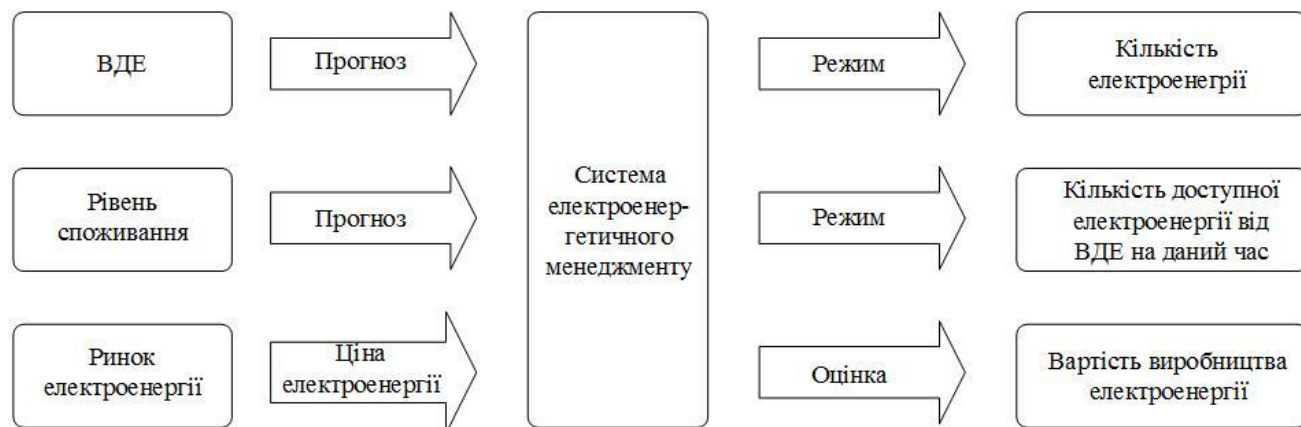 ВДЕ
Прогноз
Режим
Кількість
електроенегрії
Рівень
споживання
Прогноз
Система
електроенер-
гетичного
менеджменту
Режим
Кількість доступної
електроенергії від
ВДЕ на даний час
Ринок
електроенергії
Ціна
електроенергії
Оцінка
Вартість виробництва
електроенергії